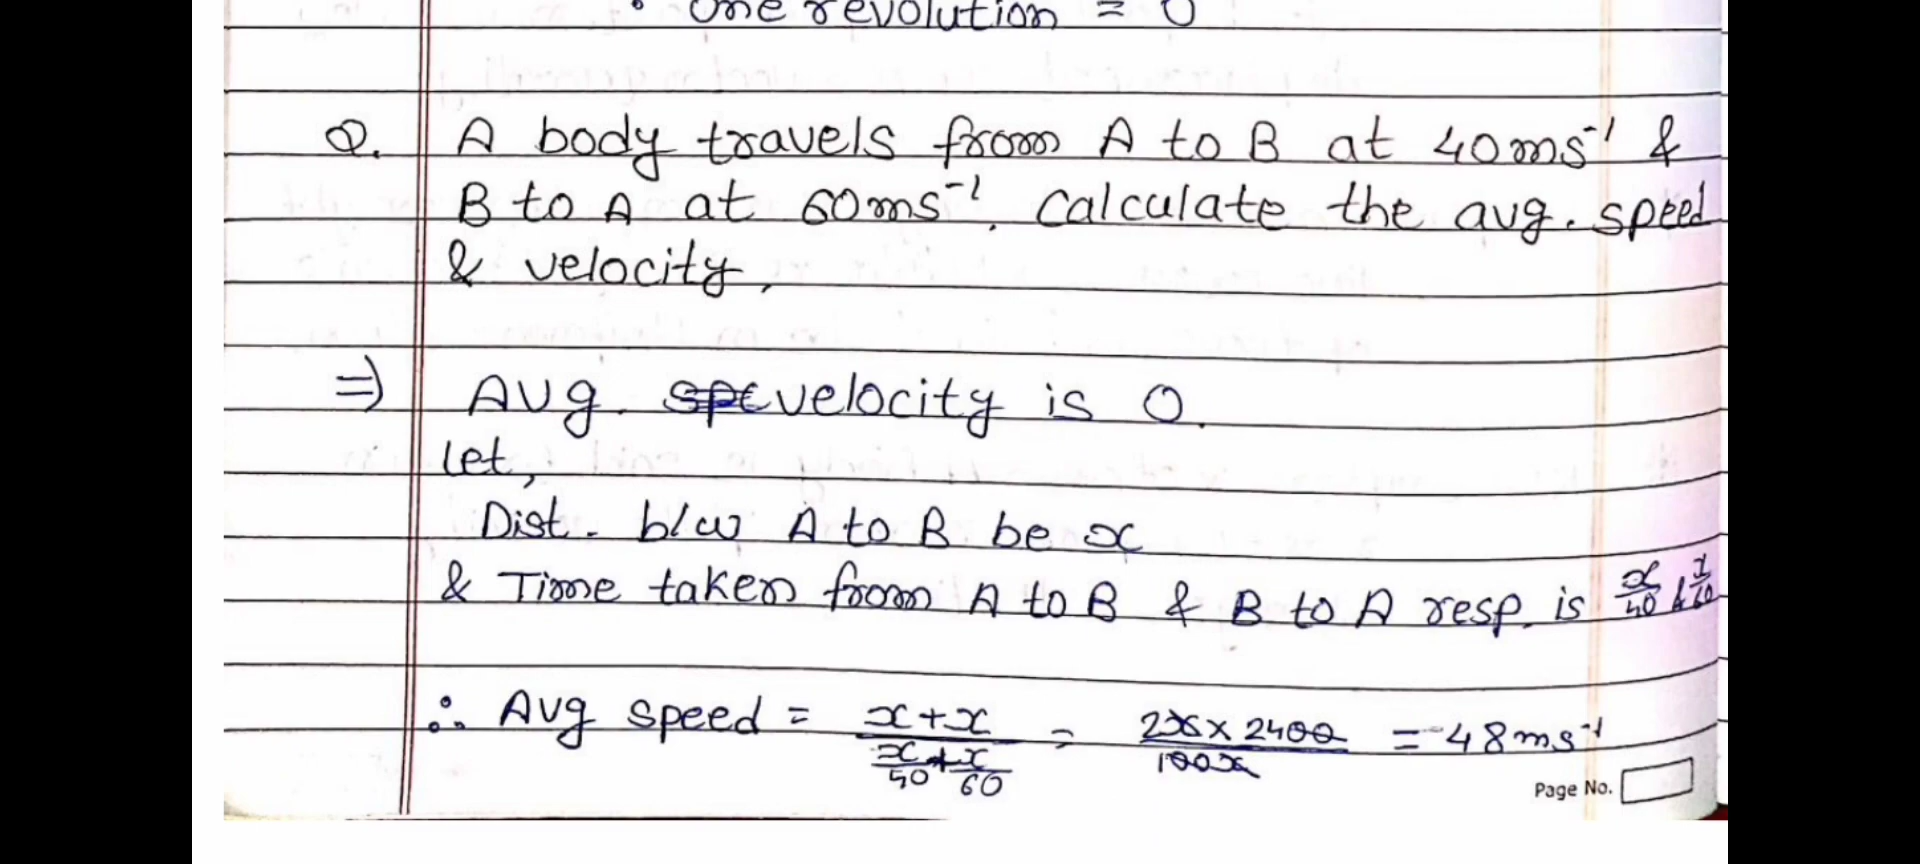 • One revolution = 0
Q. A body travels from A to B at 40ms⁻¹ &
B to A at 60ms⁻¹. Calculate the avg. speed
& velocity.
⇒ Avg. spe velocity is 0.
Let,
Dist. b/w A to B be x
& Time taken from A to B & B to A resp. is x/40 & x/60
∴ Avg speed = (x+x)/(x/40 + x/60) = (2x × 2400)/(100x) = 48ms⁻¹
Page No.